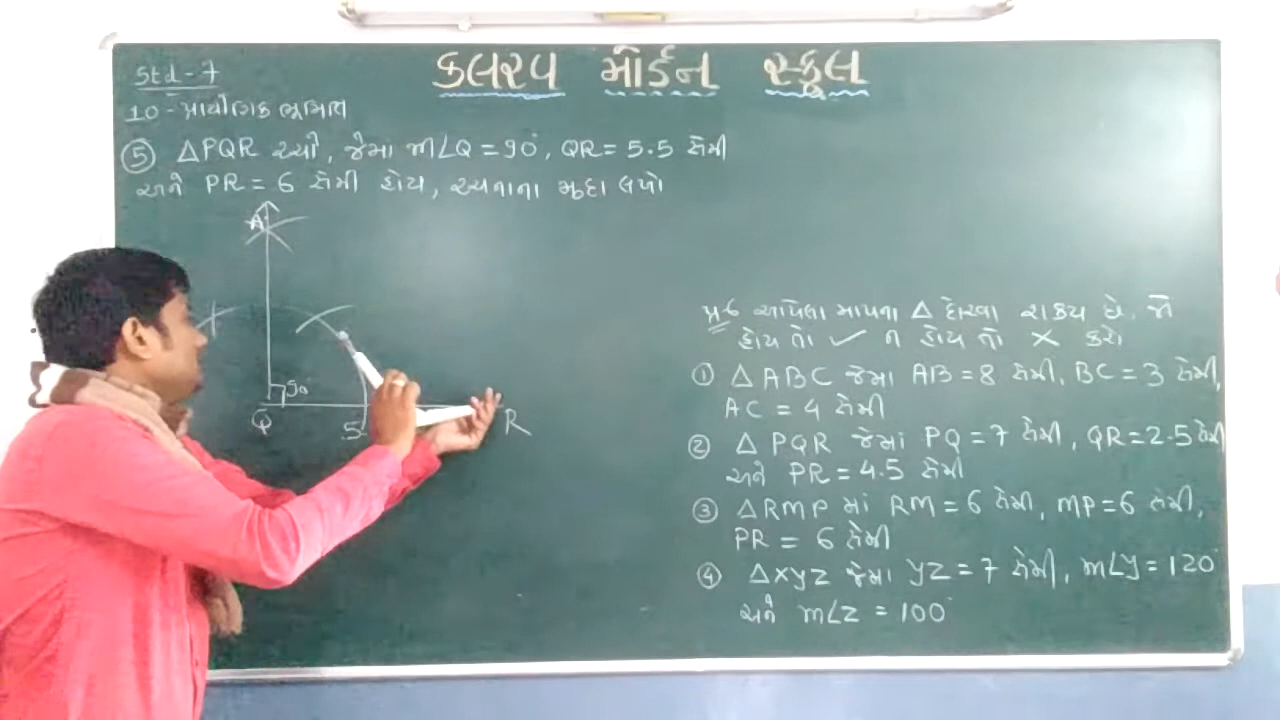 કલરવ મોર્ડન સ્કૂલ
Std - 7
10 - પ્રાયોગિક ભૂમિતિ
⑤ △PQR રચો, જેમાં m∠Q = 90°, QR = 5.5 સેમી
અને PR = 6 સેમી હોય, રચનાના મુદ્દા લખો
A
90
Q
S
R
પ્ર-6 આપેલા માપના △ દોરવા શક્ય છે. જો
હોય તો ✓ ન હોય તો × કરો
① △ABC જેમાં AB = 8 સેમી, BC = 3 સેમી,
AC = 4 સેમી
② △PQR જેમાં PQ = 7 સેમી, QR = 2.5 સેમી
અને PR = 4.5 સેમી
③ △RMP માં RM = 6 સેમી, MP = 6 સેમી,
PR = 6 સેમી
④ △XYZ જેમાં YZ = 7 સેમી, m∠Y = 120°
અને m∠Z = 100°